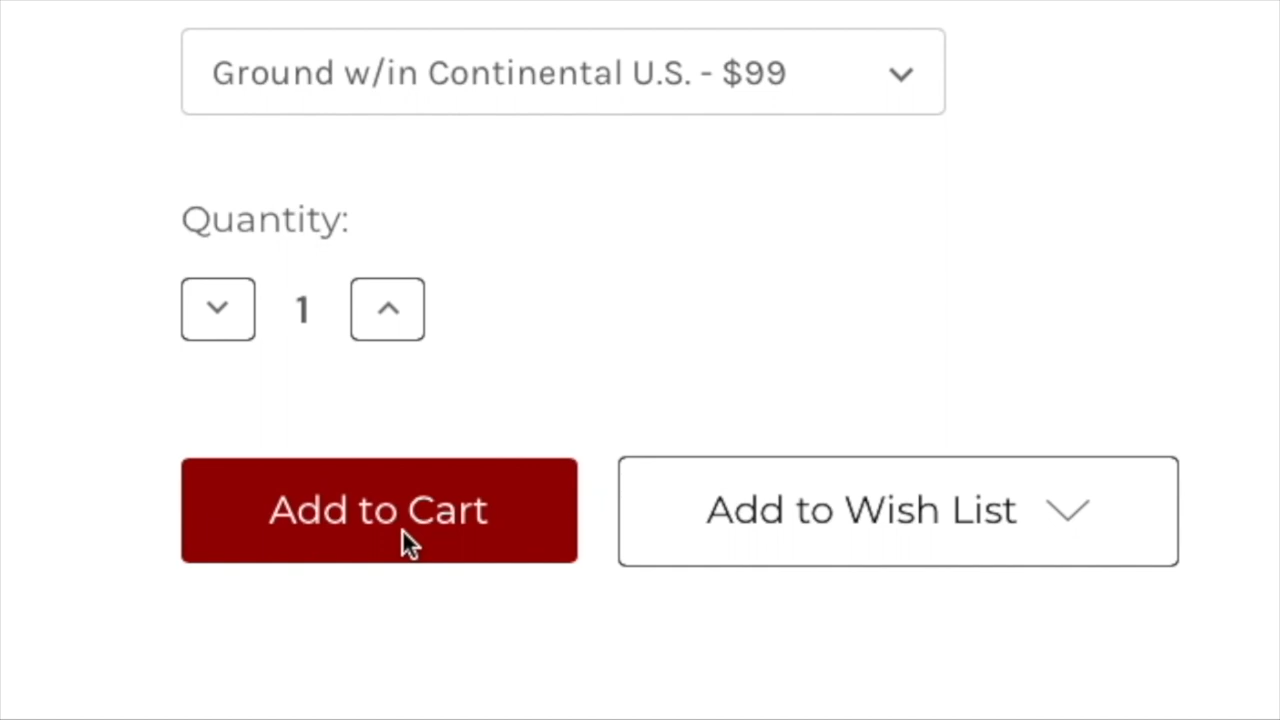 Ground w/in Continental U.S. - $99
Quantity:
1
Add to Cart
Add to Wish List